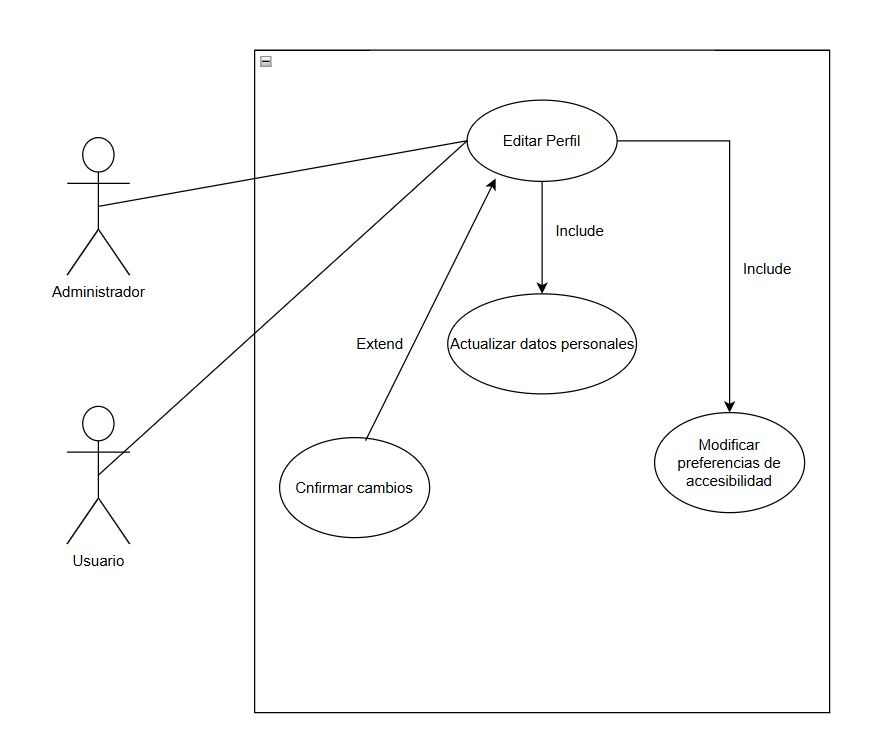 Editar Perfil
Include
Include
Administrador
Extend
Actualizar datos personales
Modificar
preferencias de
accesibilidad
Cnfirmar cambios
Usuario